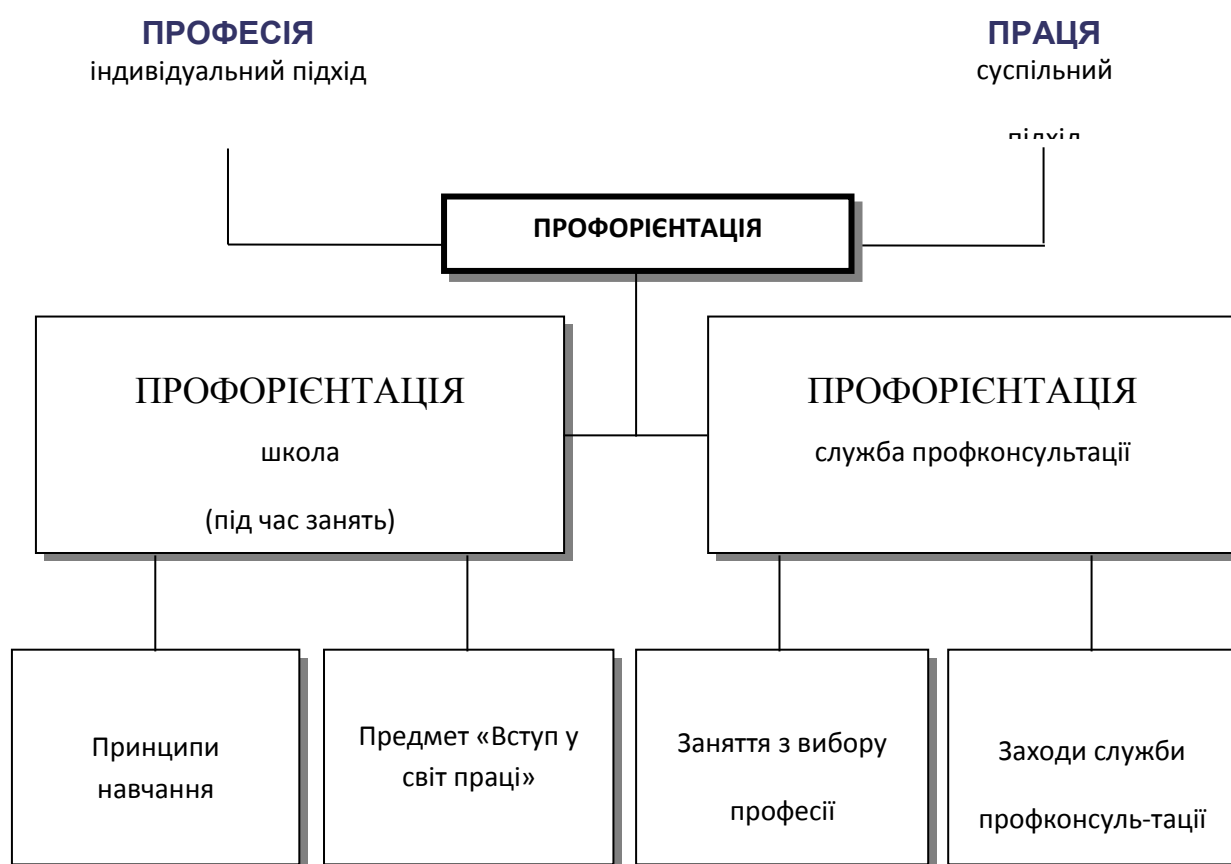 ПРОФЕСІЯ
індивідуальний підхід
ПРАЦЯ
суспільний
підхід
ПРОФОРІЄНТАЦІЯ
ПРОФОРІЄНТАЦІЯ
школа
(під час занять)
ПРОФОРІЄНТАЦІЯ
служба профконсультації
Принципи
навчання
Предмет «Вступ у
світ праці»
Заняття з вибору
професії
Заходи служби
профконсуль-тації